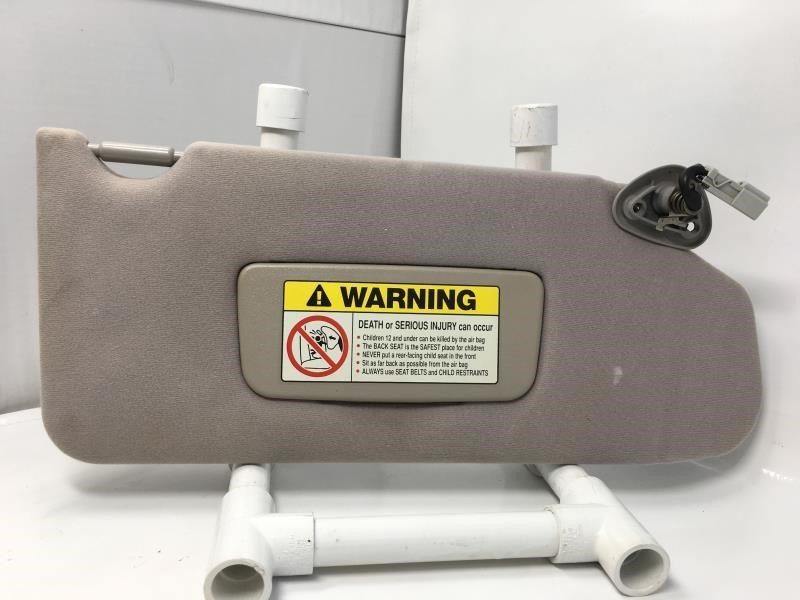 WARNING
DEATH or SERIOUS INJURY can occur
• Children 12 and under can be killed by the air bag
• The BACK SEAT is the SAFEST place for children
• NEVER put a rear-facing child seat in the front
• Sit as far back as possible from the air bag
• ALWAYS use SEAT BELTS and CHILD RESTRAINTS